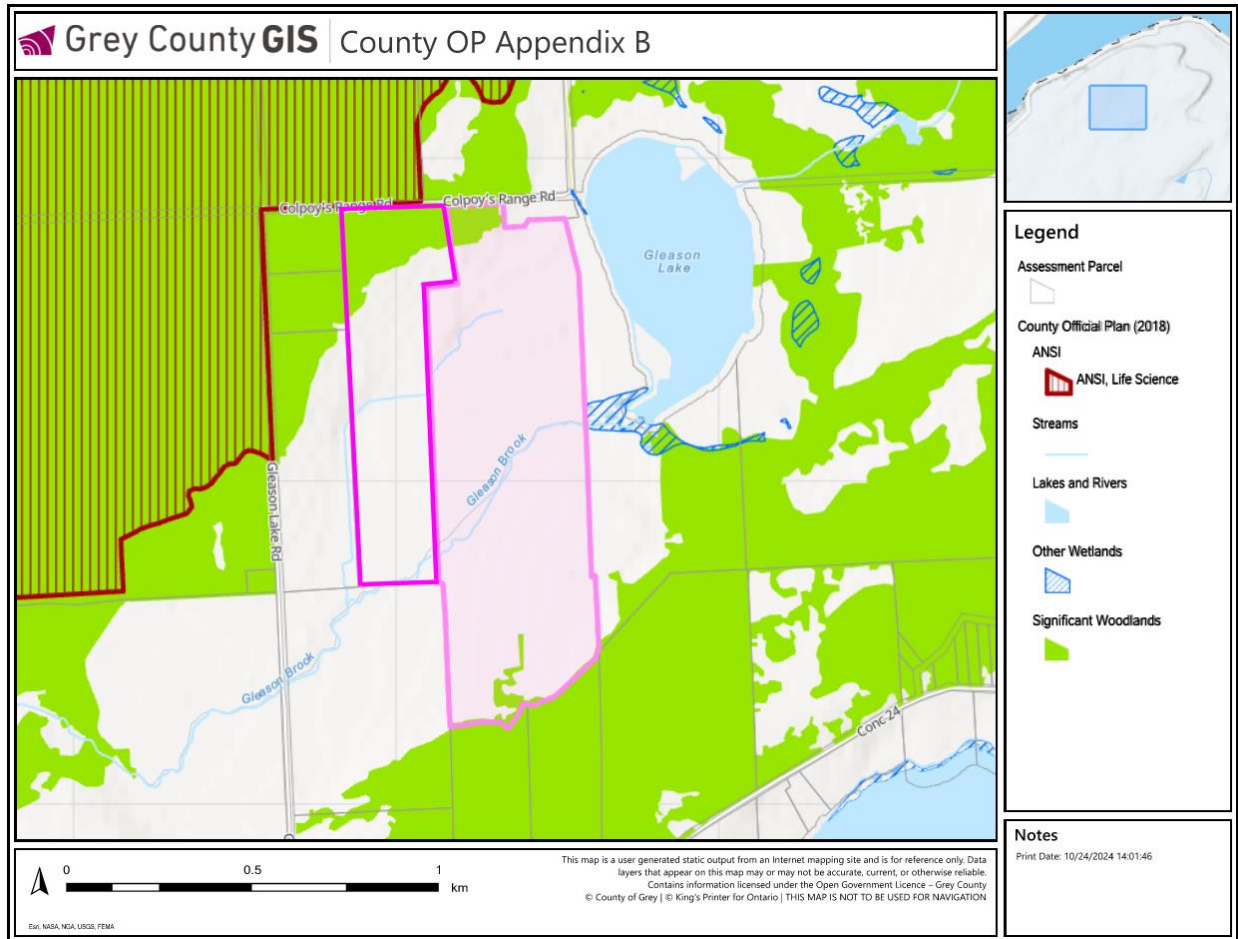 Grey County GIS County OP Appendix B
Colpoy's Range Rd
Colpoy's Range Rd
Gleason
Lake
Gleason Brook
Gleason Lake Rd
Gleason Brook
Conc 24
Legend
Assessment Parcel
County Official Plan (2018)
ANSI
ANSI, Life Science
Streams
Lakes and Rivers
Other Wetlands
Significant Woodlands
Notes
Print Date: 10/24/2024 14:01:46
0 0.5 1
km
Esri, NASA, NGA, USGS, FEMA
This map is a user generated static output from an Internet mapping site and is for reference only. Data
layers that appear on this map may or may not be accurate, current, or otherwise reliable.
Contains information licensed under the Open Government Licence – Grey County
© County of Grey | © King's Printer for Ontario | THIS MAP IS NOT TO BE USED FOR NAVIGATION